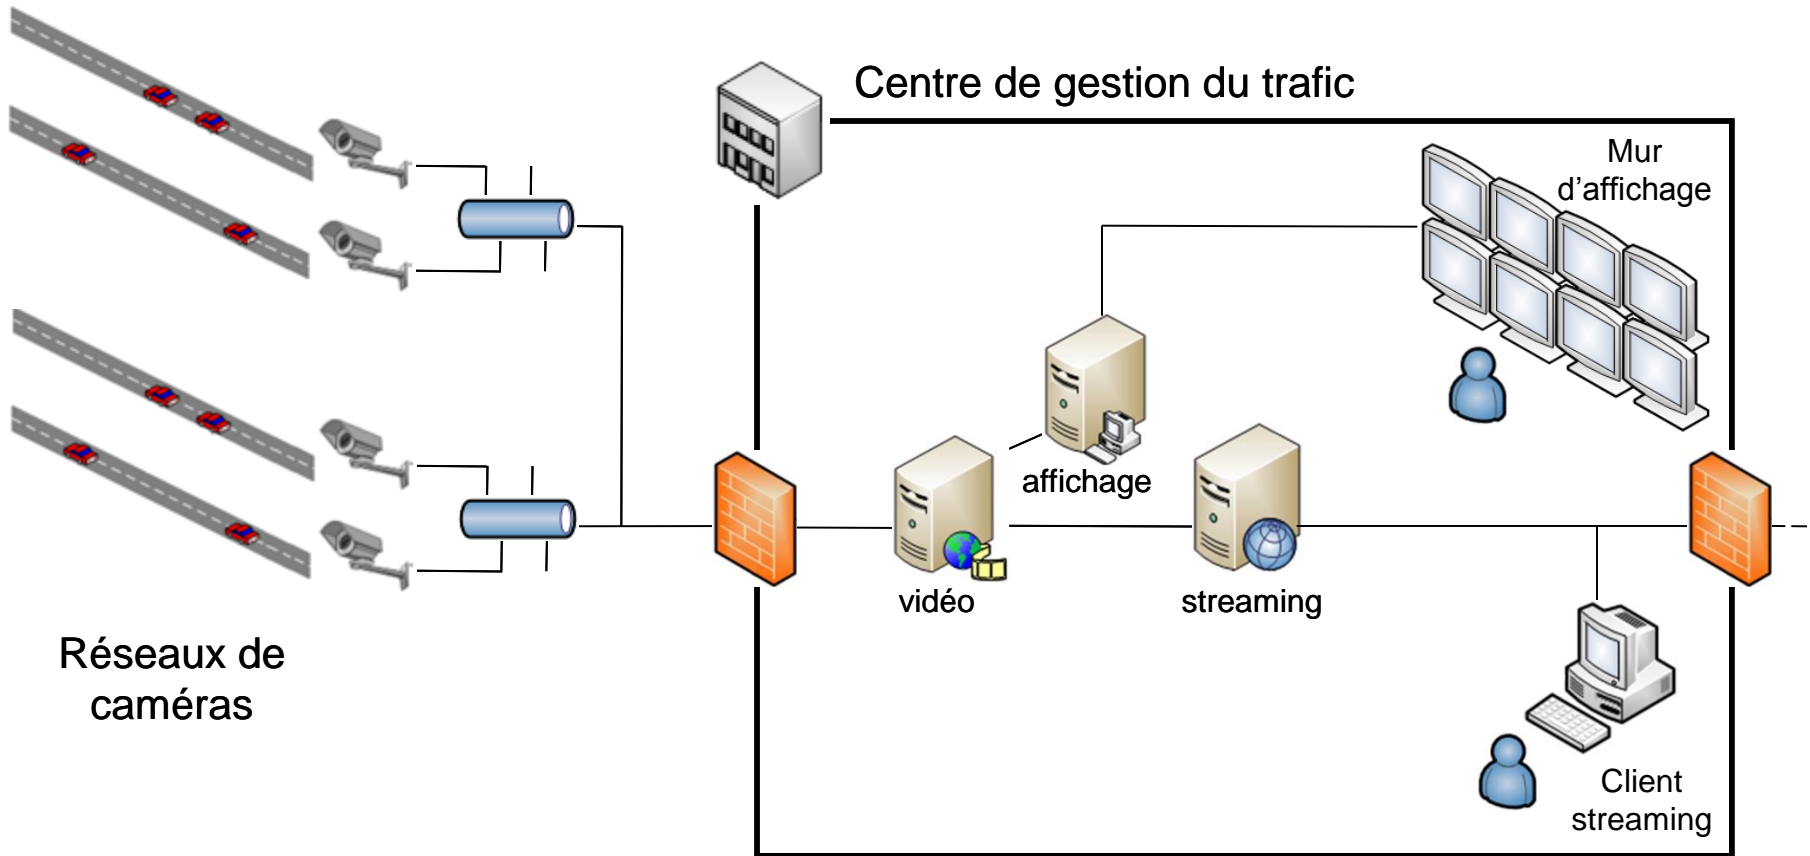 Centre de gestion du trafic
Mur
d’affichage
affichage
vidéo
streaming
Réseaux de
caméras
Client
streaming